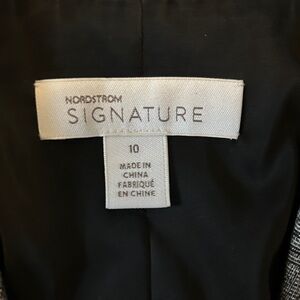 NORDSTROM
SIGNATURE
10
MADE IN
CHINA
FABRIQUÉ
EN CHINE